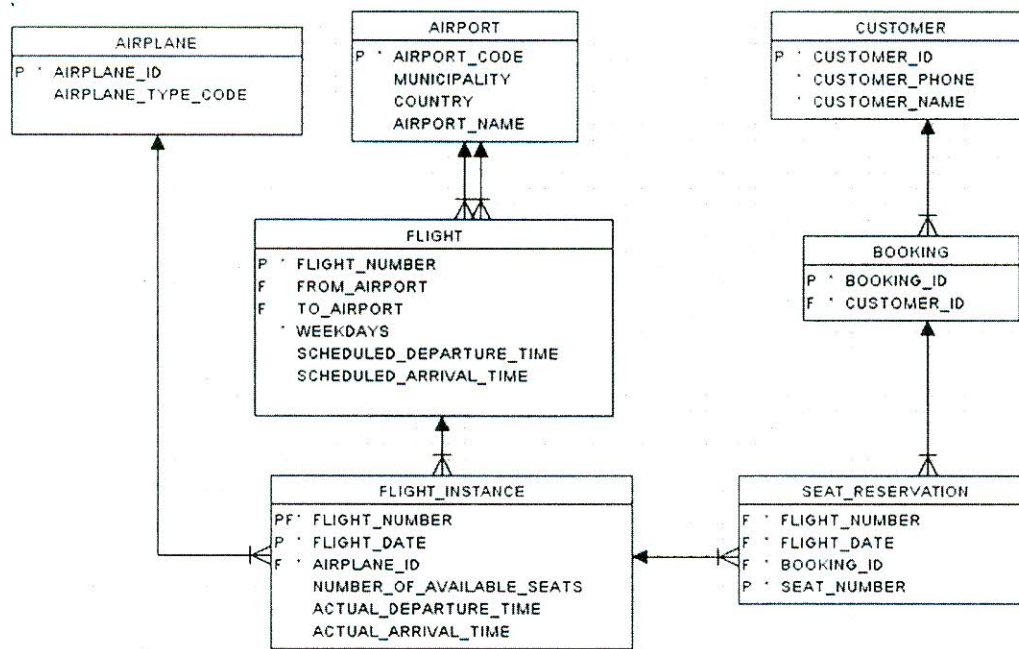 AIRPLANE
P * AIRPLANE_ID
AIRPLANE_TYPE_CODE
AIRPORT
P * AIRPORT_CODE
MUNICIPALITY
COUNTRY
AIRPORT_NAME
CUSTOMER
P * CUSTOMER_ID
* CUSTOMER_PHONE
* CUSTOMER_NAME
FLIGHT
P * FLIGHT_NUMBER
F FROM_AIRPORT
F TO_AIRPORT
* WEEKDAYS
SCHEDULED_DEPARTURE_TIME
SCHEDULED_ARRIVAL_TIME
BOOKING
P * BOOKING_ID
F * CUSTOMER_ID
FLIGHT_INSTANCE
PF* FLIGHT_NUMBER
P * FLIGHT_DATE
F * AIRPLANE_ID
NUMBER_OF_AVAILABLE_SEATS
ACTUAL_DEPARTURE_TIME
ACTUAL_ARRIVAL_TIME
SEAT_RESERVATION
F * FLIGHT_NUMBER
F * FLIGHT_DATE
F * BOOKING_ID
P * SEAT_NUMBER